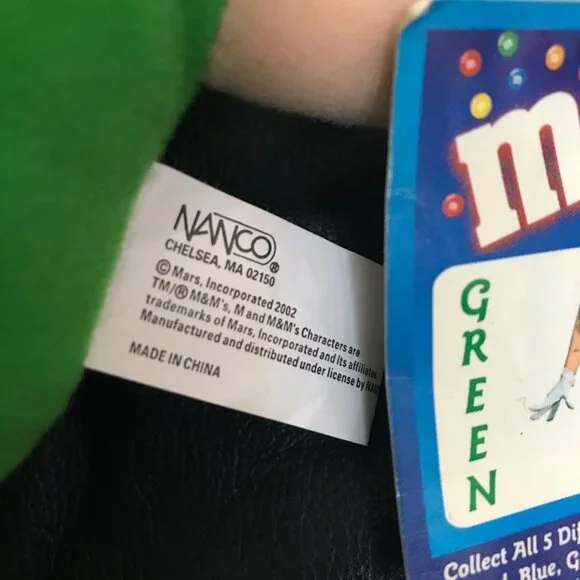 NANCO®
CHELSEA, MA 02150
© Mars, Incorporated 2002
TM/® M&M's, M and M&M's Characters are
trademarks of Mars, Incorporated and its affiliates
Manufactured and distributed under license by
MADE IN CHINA
m
GREEN
Collect All 5
Blue,